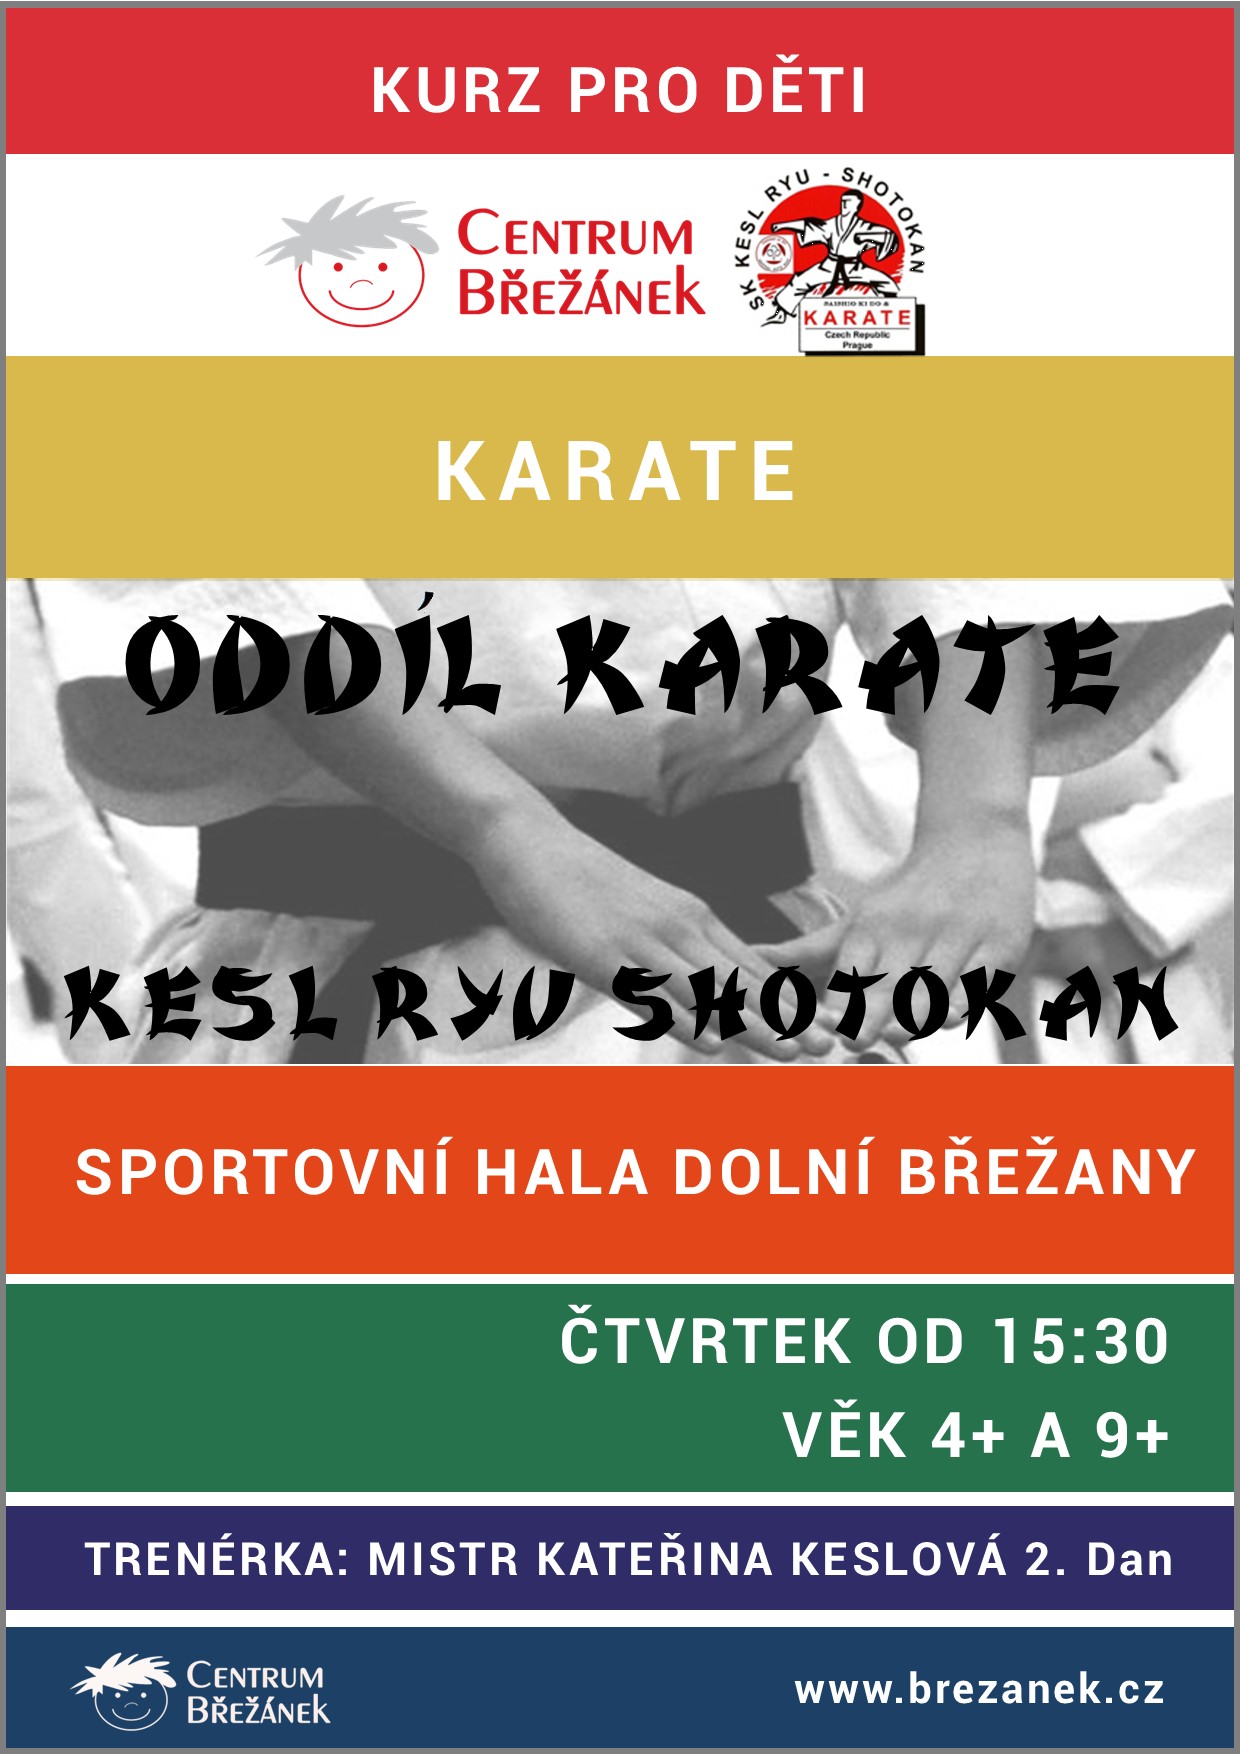 KURZ PRO DĚTI
CENTRUM
BŘEŽÁNEK
SK KESL RYU - SHOTOKAN
KARATE
Czech Republic
Prague
KARATE
ODDÍL KARATE
KESL RYU SHOTOKAN
SPORTOVNÍ HALA DOLNÍ BŘEŽANY
ČTVRTEK OD 15:30
VĚK 4+ A 9+
TRENÉRKA: MISTR KATEŘINA KESLOVÁ 2. Dan
CENTRUM
BŘEŽÁNEK
www.brezanek.cz